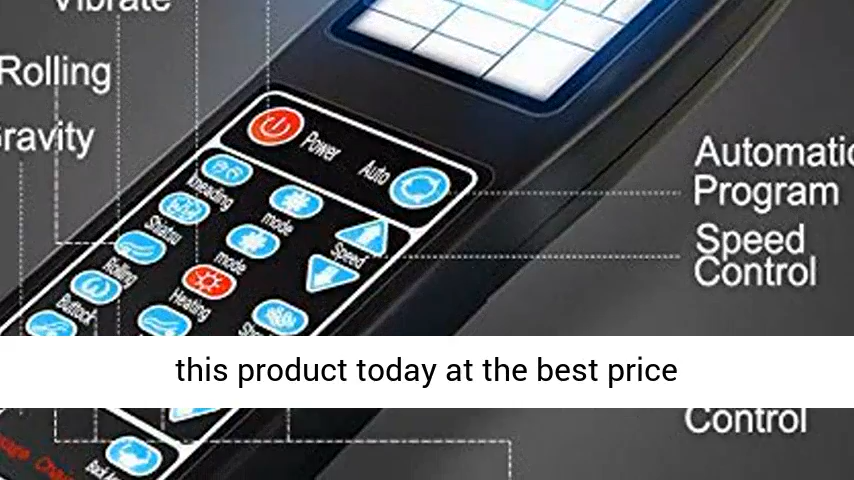 Vibrate
Rolling
Gravity
Power
Auto
Kneading
mode
Shiatsu
mode
Speed
Rolling
Heating
Buttock
Automatic
Program
Speed
Control
this product today at the best price
Control